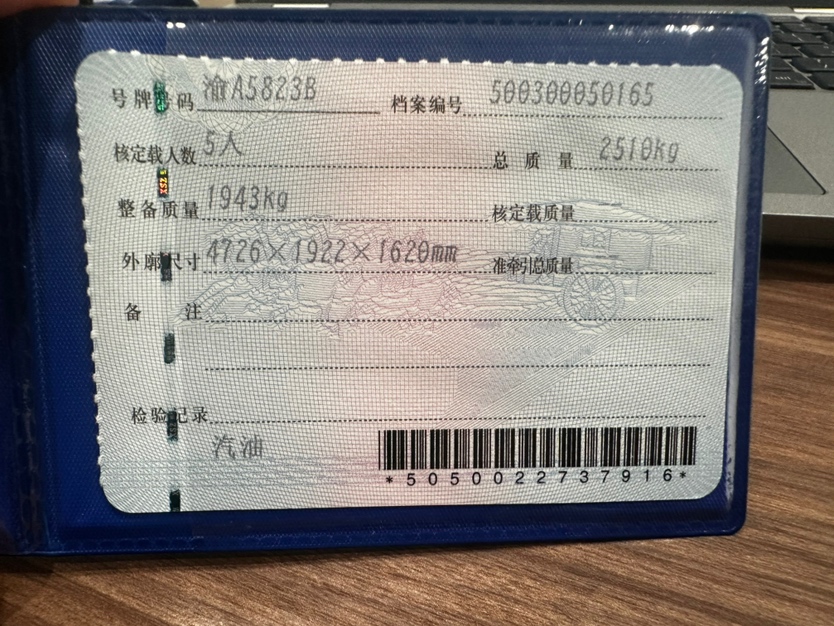 号牌号码 渝A5823B 档案编号 500300050165
核定载人数 5人 总质量 2510kg
整备质量 1943kg 核定载质量
外廓尺寸 4726×1922×1620mm 准牵引总质量
备注
检验记录
汽油
*5050022737916*